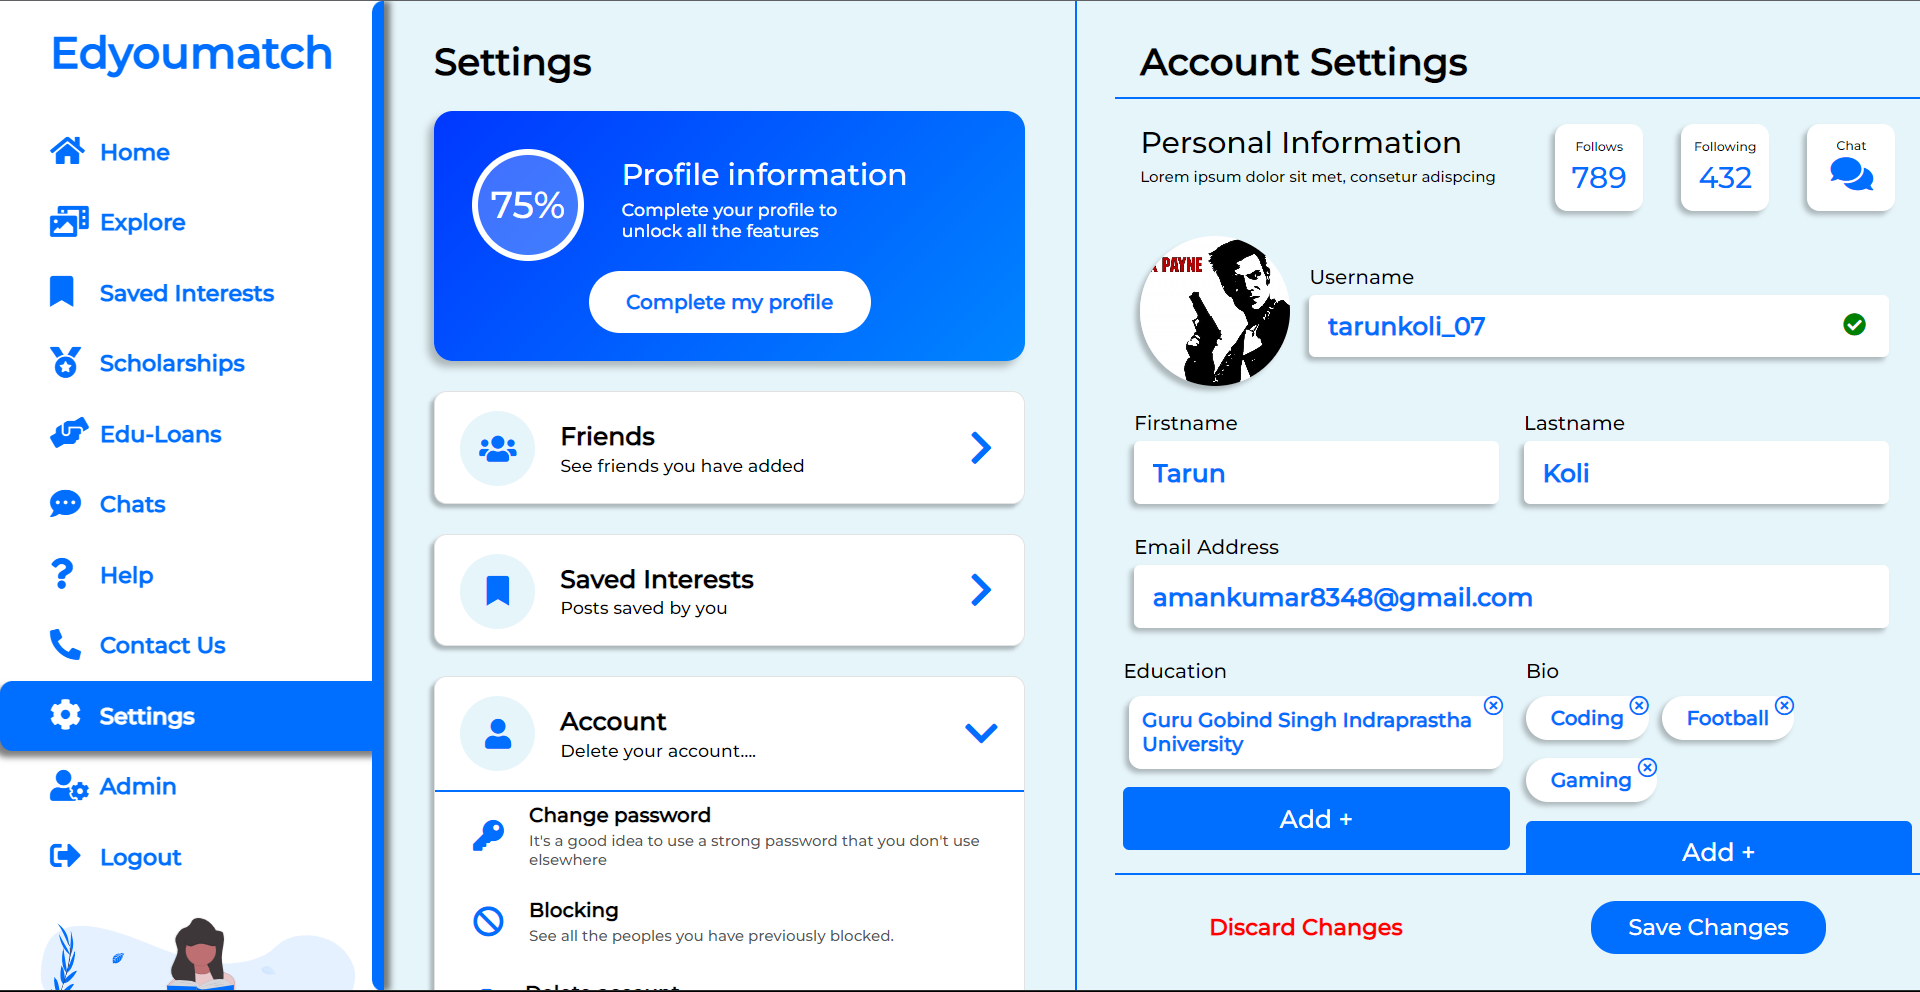 Edyoumatch
Home
Explore
Saved Interests
Scholarships
Edu-Loans
Chats
Help
Contact Us
Settings
Admin
Logout
Settings
75%
Profile information
Complete your profile to
unlock all the features
Complete my profile
Friends
See friends you have added
Saved Interests
Posts saved by you
Account
Delete your account....
Change password
It's a good idea to use a strong password that you don't use
elsewhere
Blocking
See all the peoples you have previously blocked.
Delete account
Account Settings
Personal Information
Lorem ipsum dolor sit met, consetur adispcing
Follows
789
Following
432
Chat
PAYNE
Username
tarunkoli_07
Firstname
Tarun
Lastname
Koli
Email Address
amankumar8348@gmail.com
Education
Guru Gobind Singh Indraprastha
University
Add +
Bio
Coding
Football
Gaming
Add +
Discard Changes
Save Changes